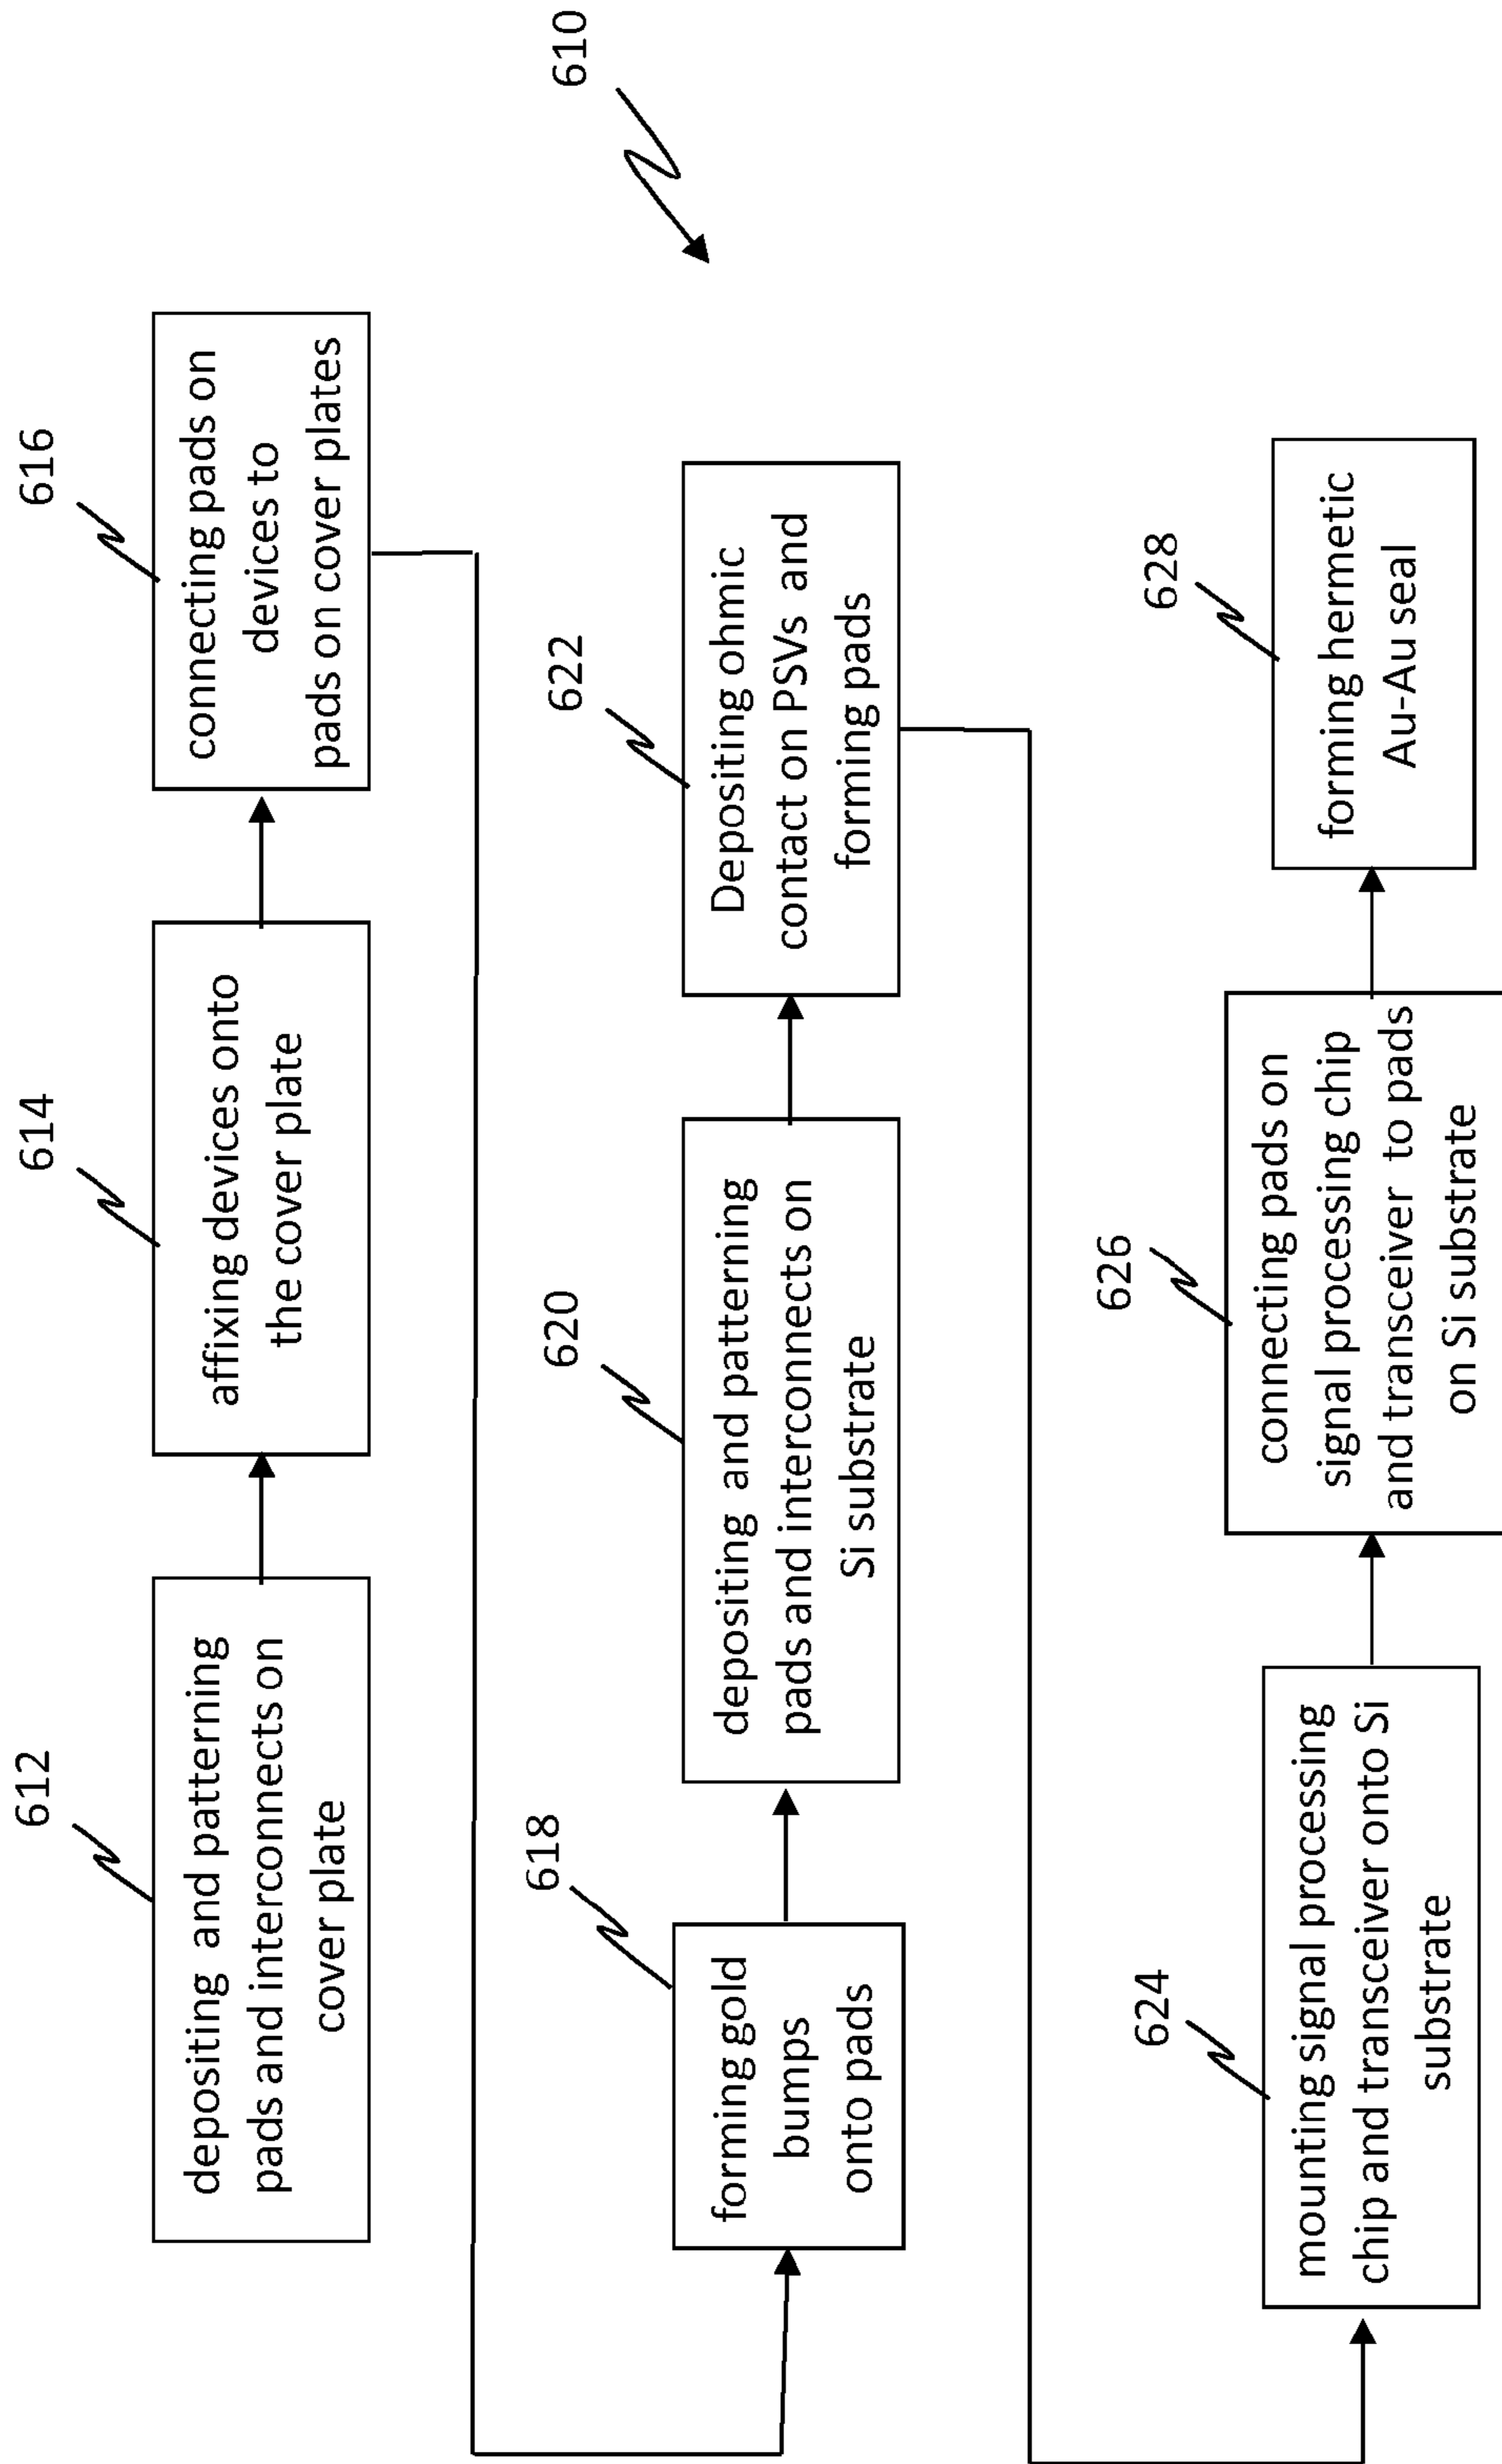 612
depositing  and patterning
pads and interconnects on
cover plate
614
affixing devices onto
the cover plate
616
connecting pads on
devices to
pads on cover plates
610
618
forming gold
bumps
onto pads
620
depositing  and patterning
pads and interconnects on
Si substrate
622
Depositing ohmic
contact on PSVs and
forming pads
624
mounting signal processing
chip and transceiver onto Si
substrate
626
connecting pads on
signal processing chip
and transceiver  to pads
on Si substrate
628
forming hermetic
Au-Au seal